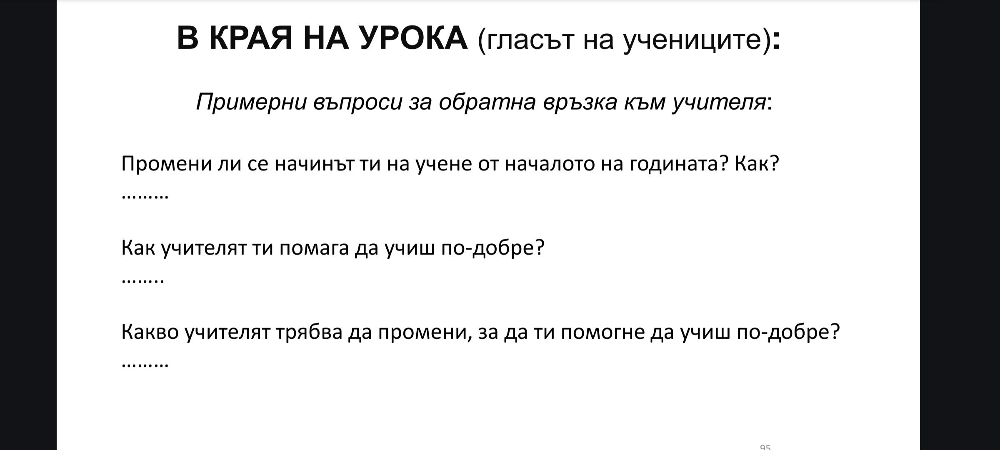 В КРАЯ НА УРОКА (гласът на учениците):
Примерни въпроси за обратна връзка към учителя:
Промени ли се начинът ти на учене от началото на годината? Как?
………
Как учителят ти помага да учиш по-добре?
……..
Какво учителят трябва да промени, за да ти помогне да учиш по-добре?
………
95